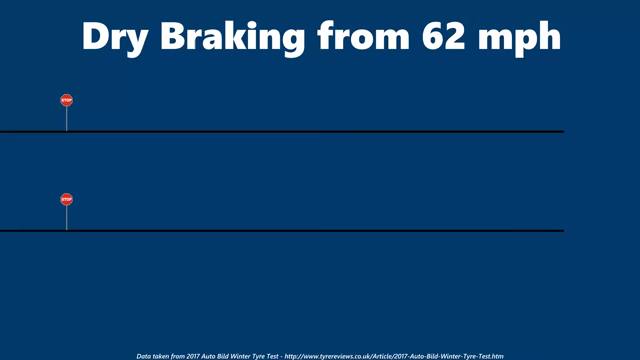 Dry Braking from 62 mph
STOP
STOP
Data taken from 2017 Auto Bild Winter Tyre Test - http://www.tyrereviews.co.uk/Article/2017-Auto-Bild-Winter-Tyre-Test.htm